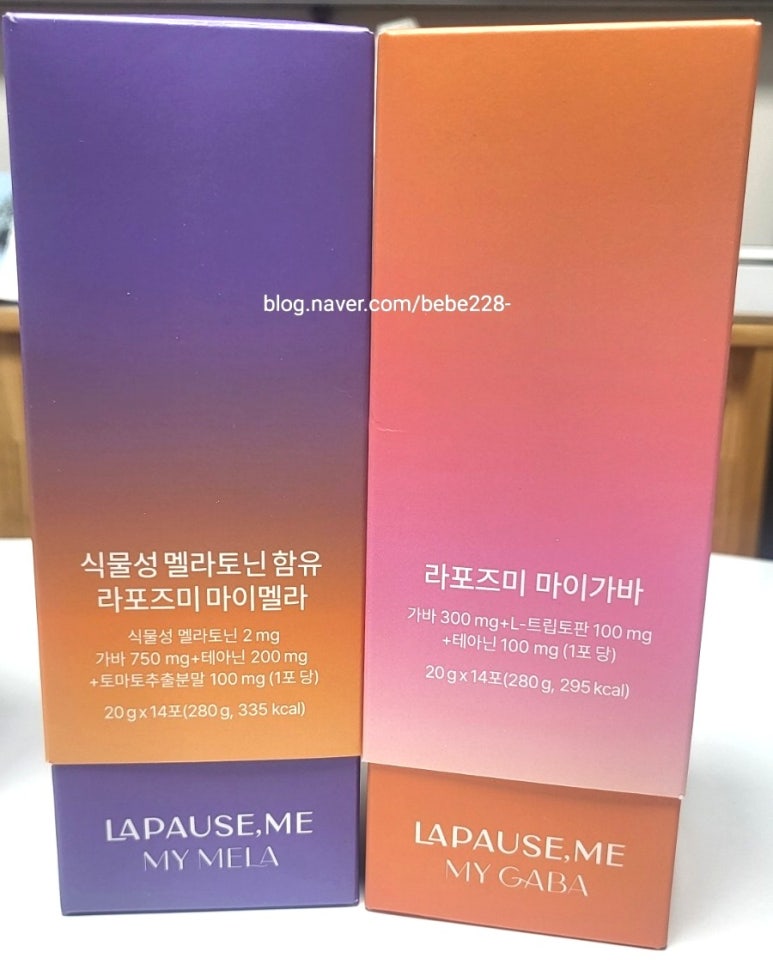 blog.naver.com/bebe228-
식물성 멜라토닌 함유
라포즈미 마이멜라
식물성 멜라토닌 2 mg
가바 750 mg+테아닌 200 mg
+토마토추출분말 100 mg (1포 당)
20 g x 14포(280 g, 335 kcal)
LAPAUSE,ME
MY MELA
라포즈미 마이가바
가바 300 mg+L-트립토판 100 mg
+테아닌 100 mg (1포 당)
20 g x 14포(280 g, 295 kcal)
LAPAUSE,ME
MY GABA